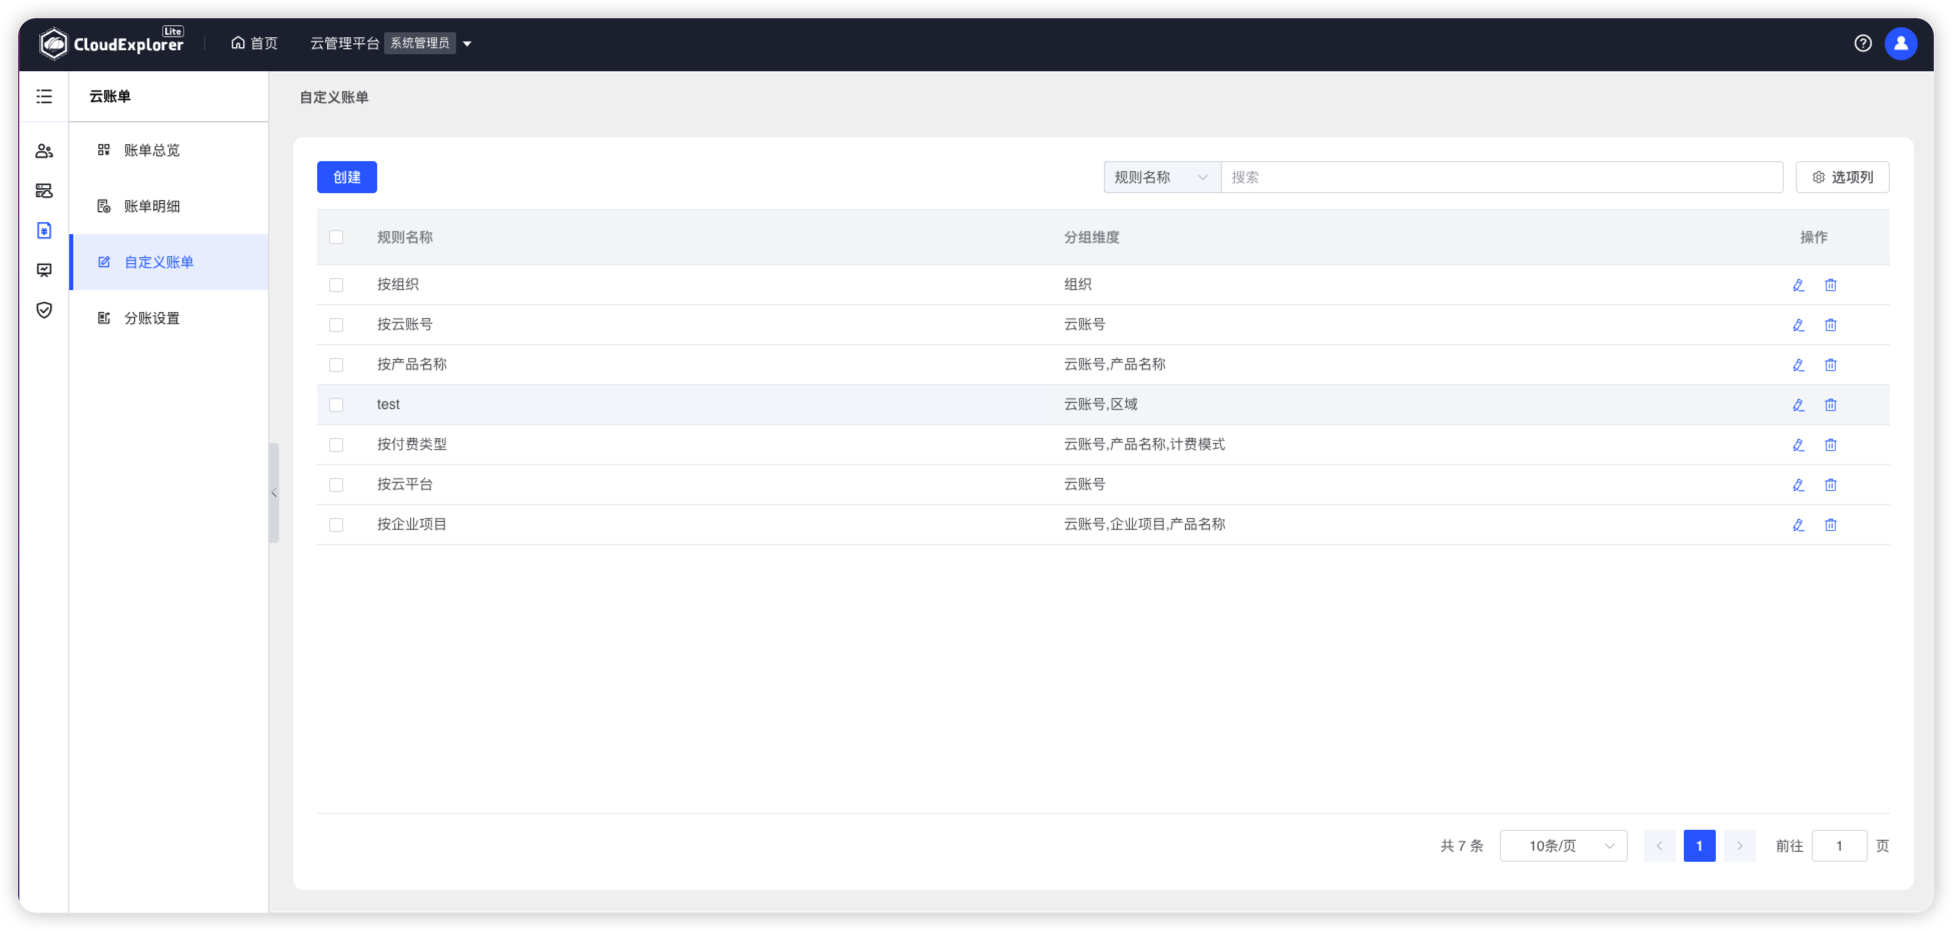 CloudExplorer Lite 首页 云管理平台 系统管理员
云账单
账单总览
账单明细
自定义账单
分账设置
自定义账单
创建 规则名称 搜索 选项列
规则名称 分组维度 操作
按组织 组织
按云账号 云账号
按产品名称 云账号,产品名称
test 云账号,区域
按付费类型 云账号,产品名称,计费模式
按云平台 云账号
按企业项目 云账号,企业项目,产品名称
共 7 条 10条/页 1 前往 1 页